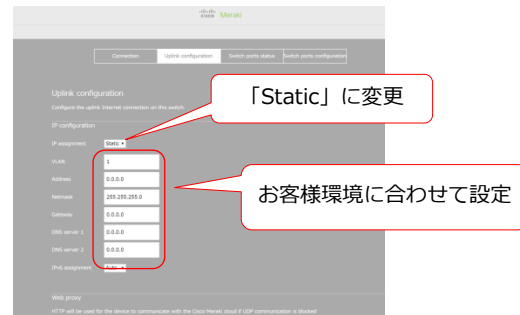 CISCO Meraki
Connection
Uplink configuration
Switch ports status
Switch ports configuration
Uplink configuration
Configure the uplink Internet connection on this switch.
「Static」に変更
IP configuration
IP assignment
Static
VLAN
1
Address
0.0.0.0
お客様環境に合わせて設定
Netmask
255.255.255.0
Gateway
0.0.0.0
DNS server 1
0.0.0.0
DNS server 2
0.0.0.0
IPv6 assignment
Auto
Web proxy
HTTP will be used for the device to communicate with the Cisco Meraki cloud if UDP communication is blocked